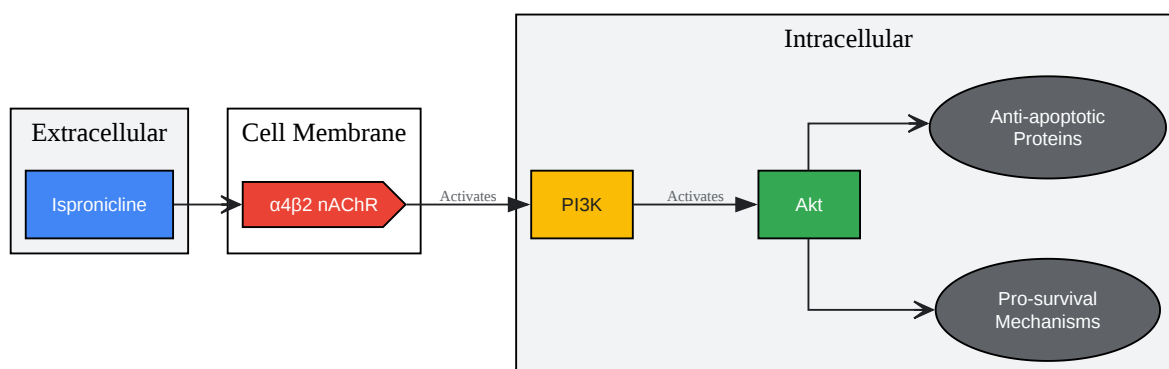 Intracellular
Extracellular
Cell Membrane
Ispronicline
α4β2 nAChR
Activates
PI3K
Activates
Akt
Anti-apoptotic
Proteins
Pro-survival
Mechanisms